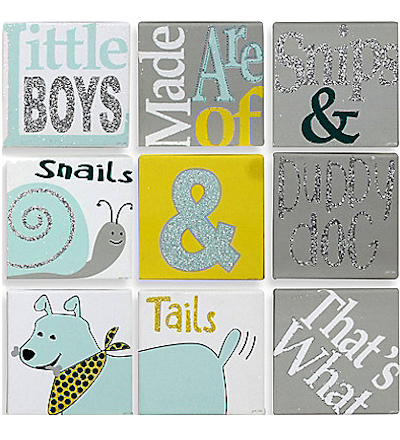 little
BOYS
Made
Are
of
Snips
&
Snails
&
puppy
dog
Tails
That's
What